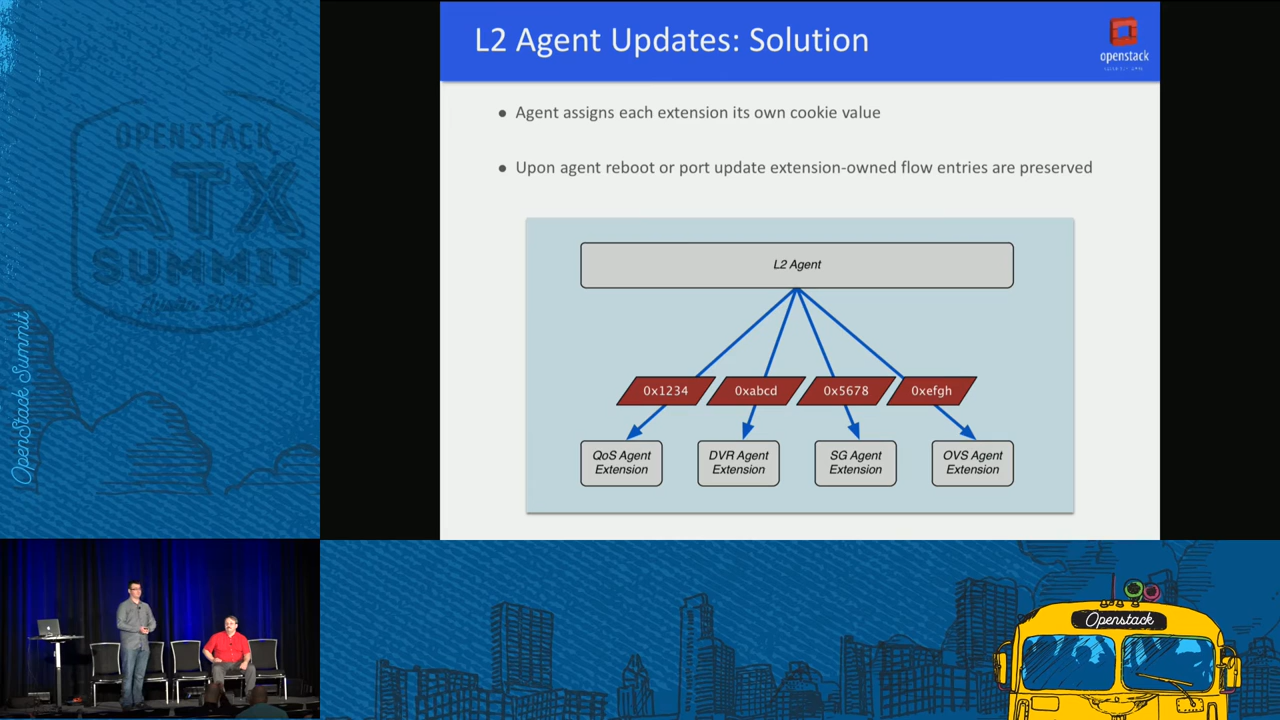 L2 Agent Updates: Solution
openstack
● Agent assigns each extension its own cookie value
● Upon agent reboot or port update extension-owned flow entries are preserved
L2 Agent
0x1234
0xabcd
0x5678
0xefgh
QoS Agent
Extension
DVR Agent
Extension
SG Agent
Extension
OVS Agent
Extension
OPENSTACK
ATX
SUMMIT
Austin 2016
OpenStack Summit
Openstack